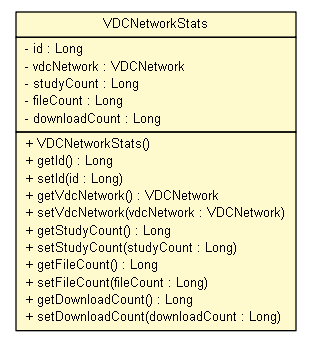 VDCNetworkStats
- id : Long
- vdcNetwork : VDCNetwork
- studyCount : Long
- fileCount : Long
- downloadCount : Long
+ VDCNetworkStats()
+ getId() : Long
+ setId(id : Long)
+ getVdcNetwork() : VDCNetwork
+ setVdcNetwork(vdcNetwork : VDCNetwork)
+ getStudyCount() : Long
+ setStudyCount(studyCount : Long)
+ getFileCount() : Long
+ setFileCount(fileCount : Long)
+ getDownloadCount() : Long
+ setDownloadCount(downloadCount : Long)